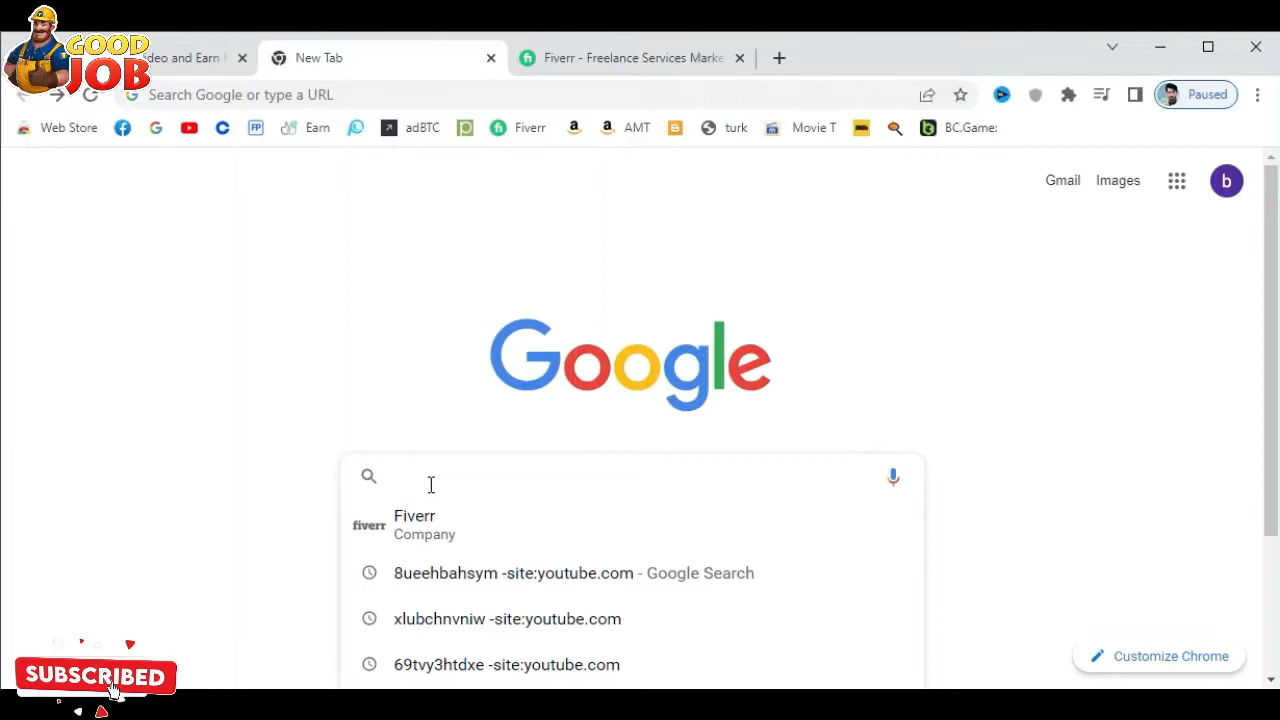 GOOD
JOB
ideo and Earn
New Tab
Fiverr - Freelance Services Marke
Search Google or type a URL
Paused
Web Store
FP
Earn
adBTC
Fiverr
AMT
turk
Movie T
BC.Game:
Gmail
Images
b
Google
fiverr
Fiverr
Company
8ueehbahsym -site:youtube.com - Google Search
xlubchnvniw -site:youtube.com
69tvy3htdxe -site:youtube.com
Customize Chrome
SUBSCRIBED